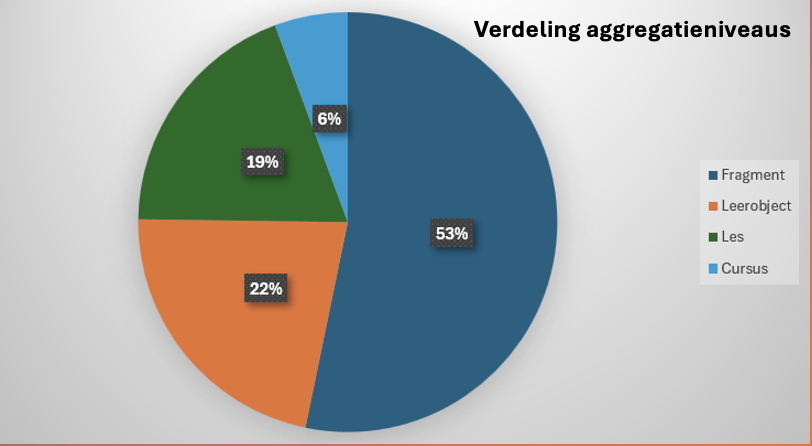 Verdeling aggregatieniveaus
6%
19%
53%
22%
Fragment
Leerobject
Les
Cursus